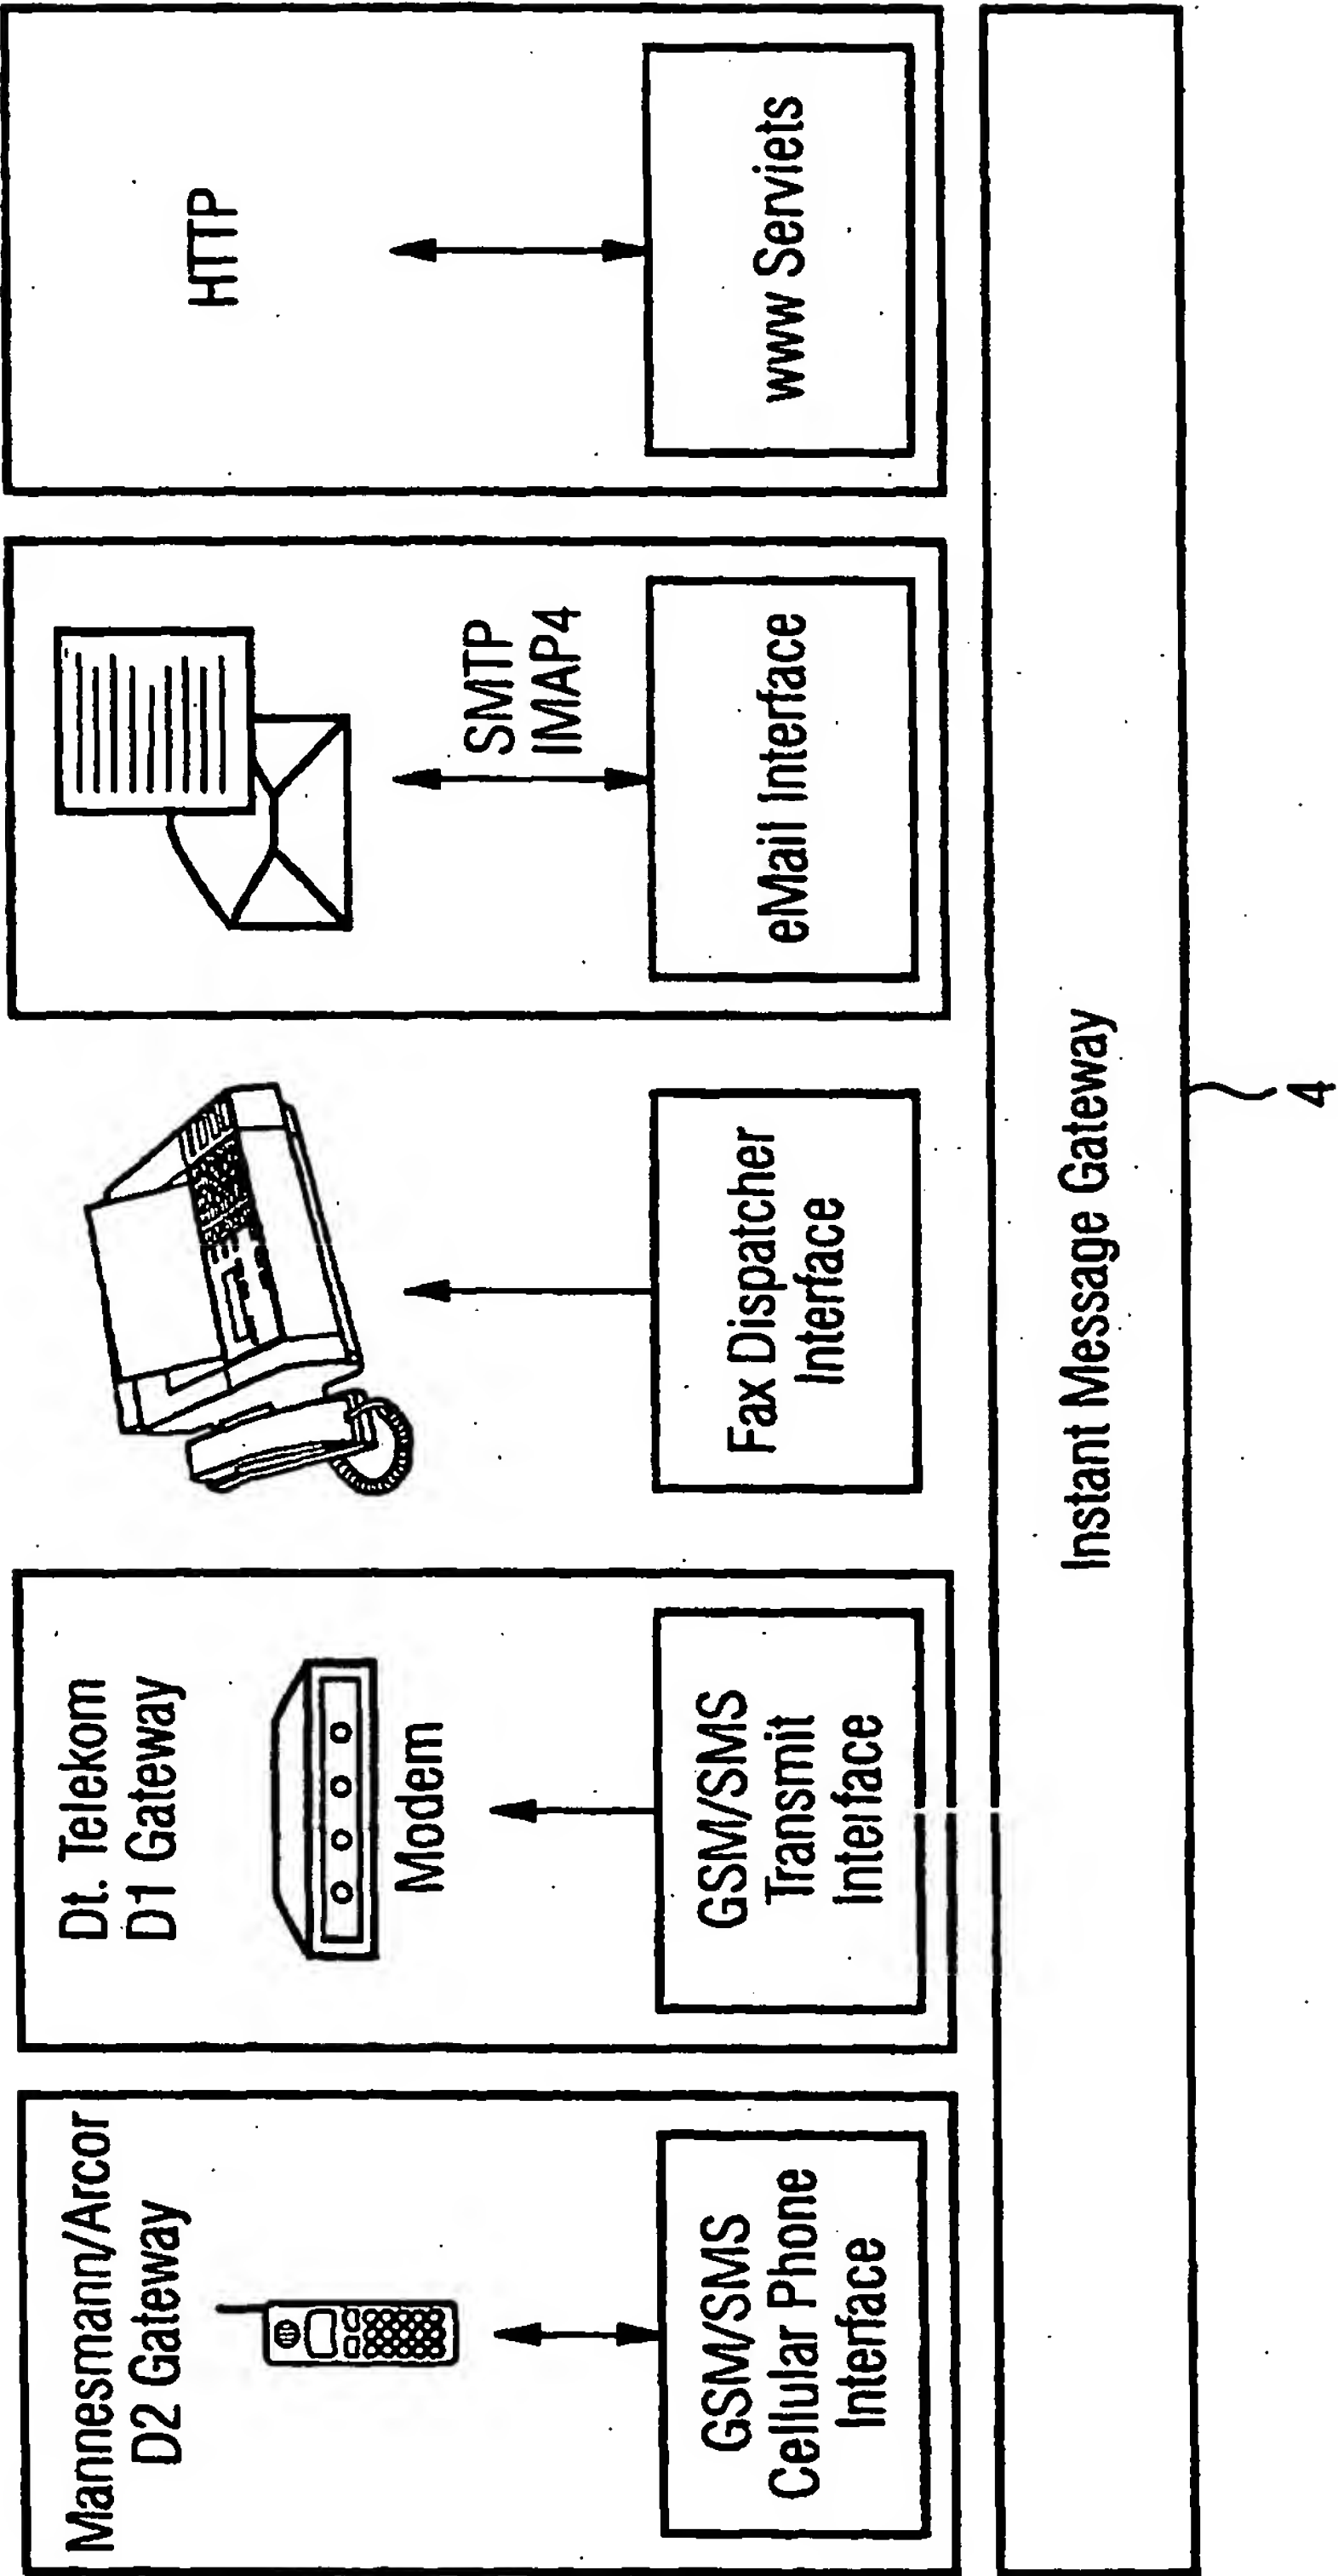 Mannesmann/Arcor
D2 Gateway
GSM/SMS
Cellular Phone
Interface
Dt. Telekom
D1 Gateway
Modem
GSM/SMS
Transmit
Interface
Fax Dispatcher
Interface
SMTP
IMAP4
eMail Interface
HTTP
www Serviets
Instant Message Gateway
4